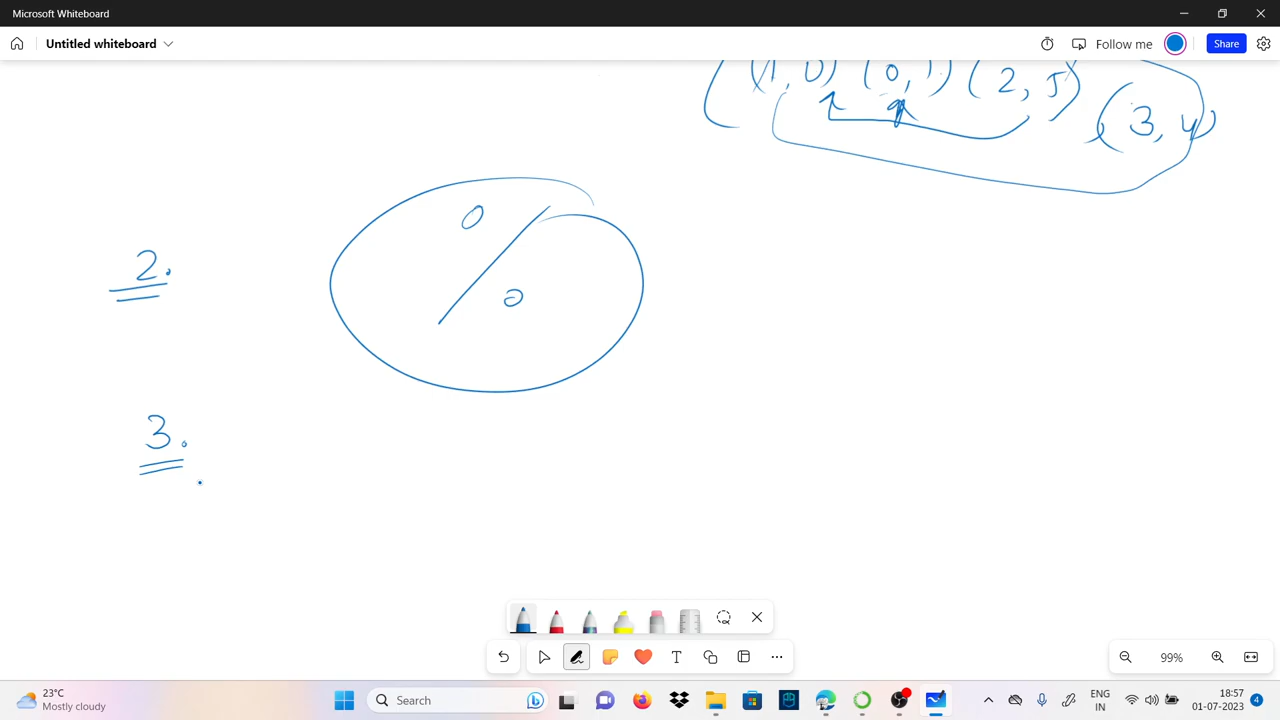 Microsoft Whiteboard
Untitled whiteboard
Follow me
Share
(1, 0) (0, 1) (2, 5)
, (3, 4)
0
2.
0
3.
99%
23°C
Mostly cloudy
Search
ENG
IN
18:57
01-07-2023
4